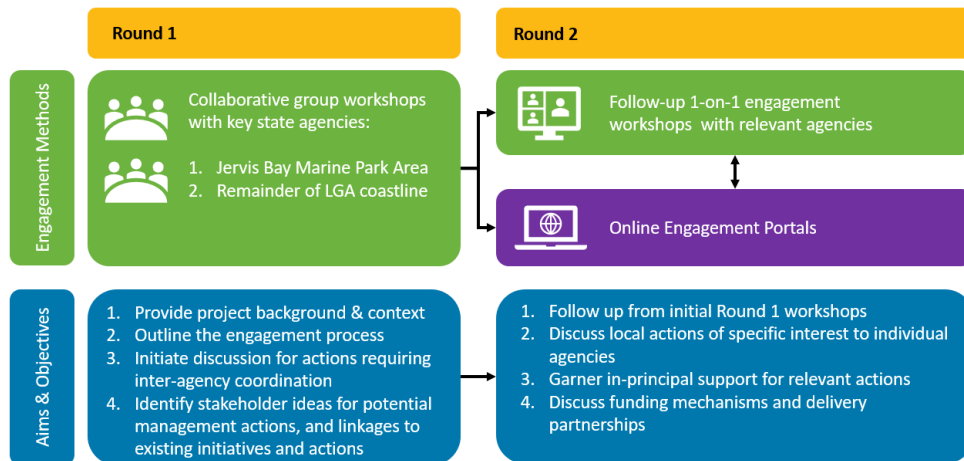 Round 1
Round 2
Engagement Methods
Collaborative group workshops
with key state agencies:
1. Jervis Bay Marine Park Area
2. Remainder of LGA coastline
Follow-up 1-on-1 engagement
workshops with relevant agencies
Online Engagement Portals
Aims & Objectives
1. Provide project background & context
2. Outline the engagement process
3. Initiate discussion for actions requiring
inter-agency coordination
4. Identify stakeholder ideas for potential
management actions, and linkages to
existing initiatives and actions
1. Follow up from initial Round 1 workshops
2. Discuss local actions of specific interest to individual
agencies
3. Garner in-principal support for relevant actions
4. Discuss funding mechanisms and delivery
partnerships